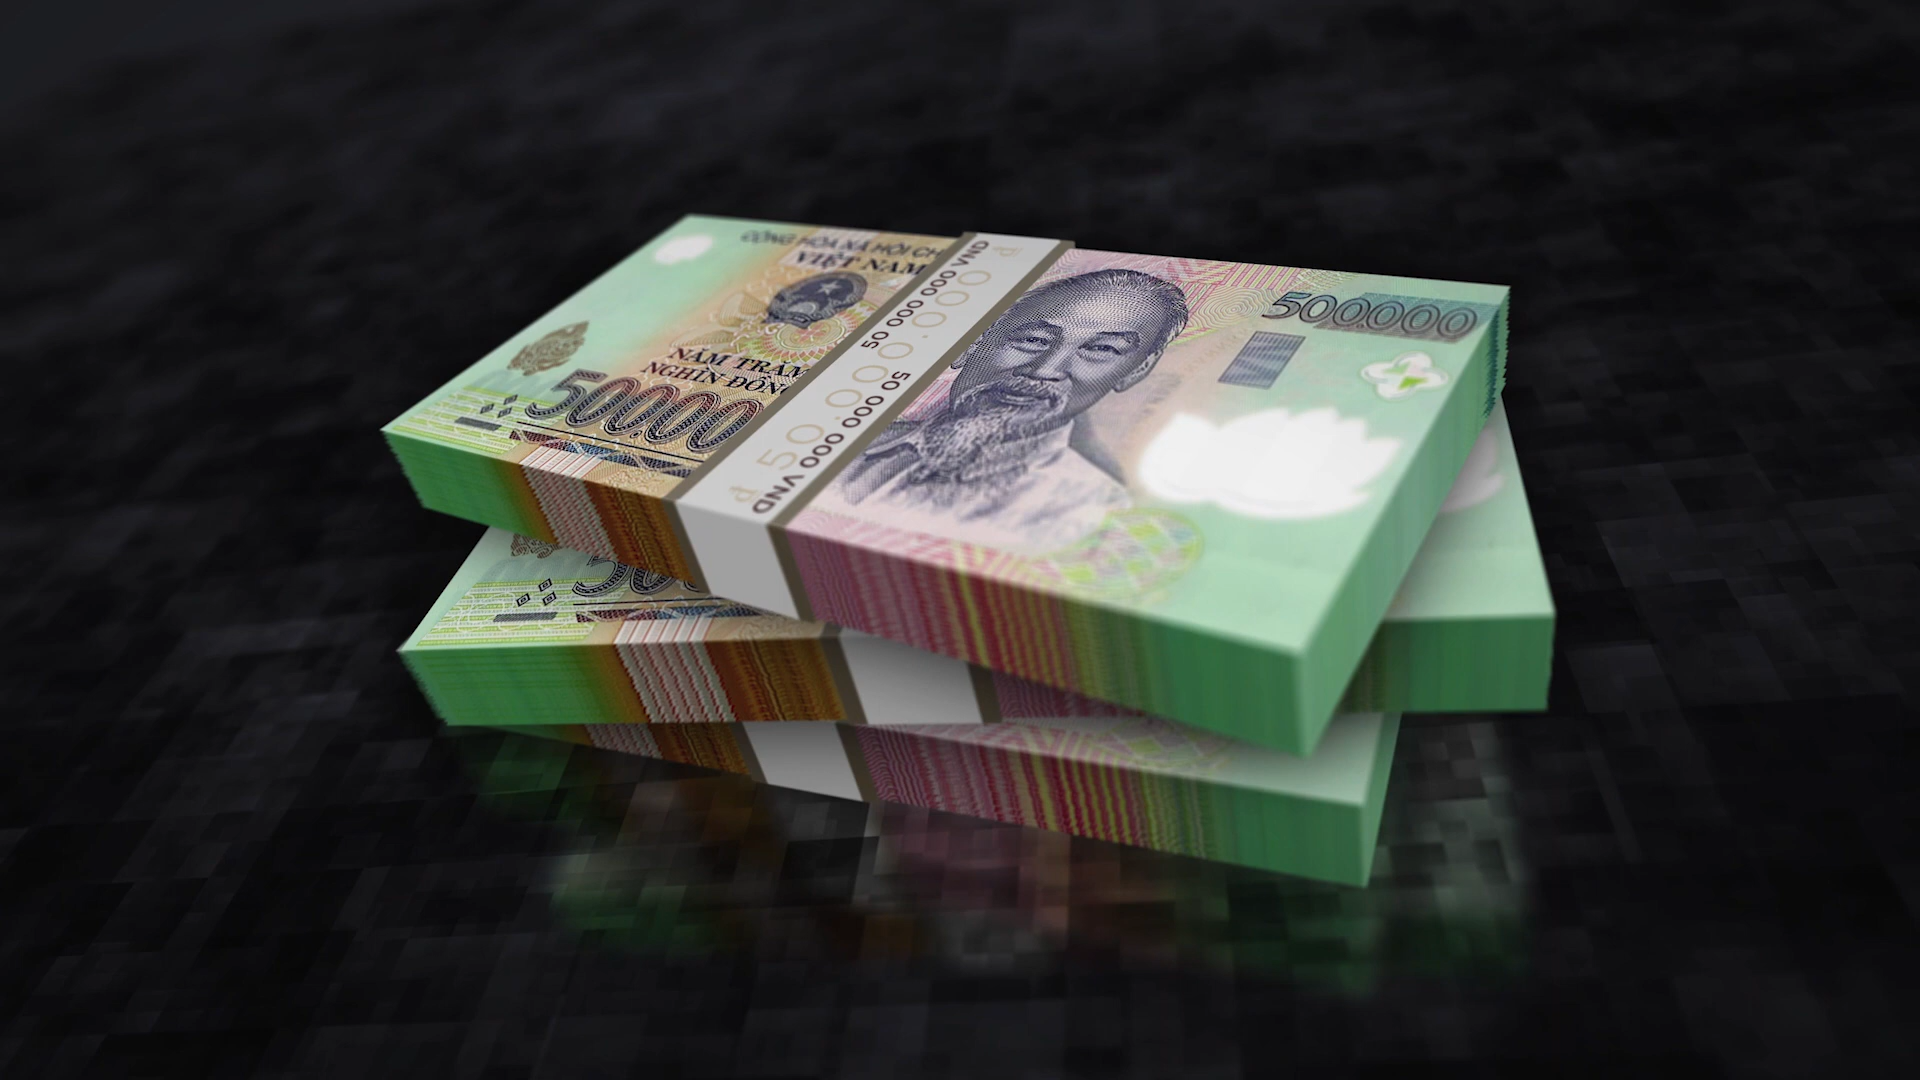 CỘNG HÒA XÃ HỘI CH
VIỆT NAM
NĂM TRĂM
NGHÌN ĐỒN
50000
đ 50.000.000 đ
50 000 000 VND
50 000 000 VND
500000
50